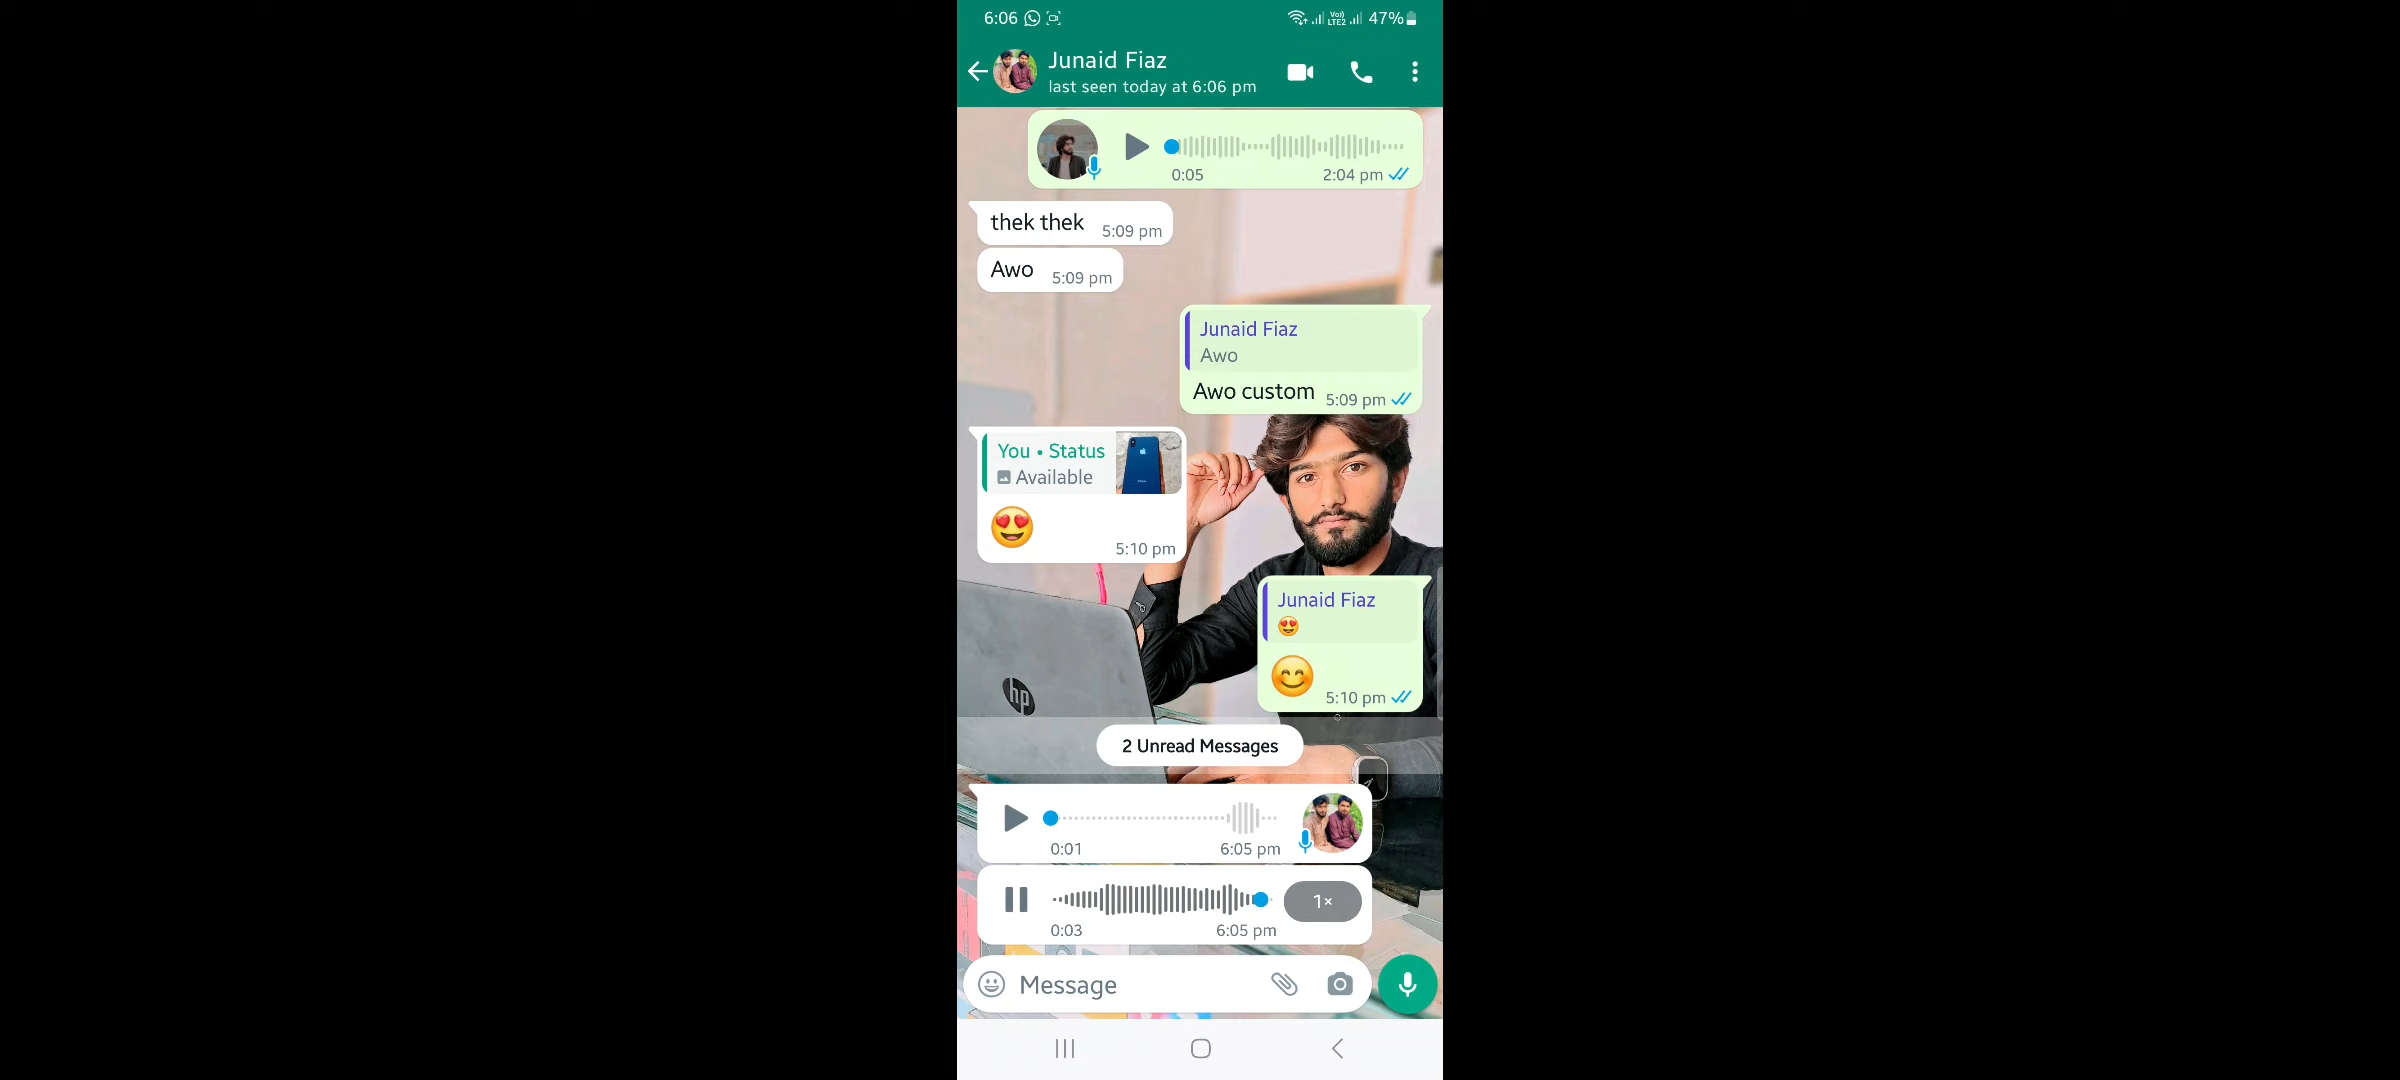 6:06
Vo))
LTE2
47%
Junaid Fiaz
last seen today at 6:06 pm
0:05
2:04 pm
thek thek
5:09 pm
Awo
5:09 pm
Junaid Fiaz
Awo
Awo custom
5:09 pm
You • Status
Available
😍
5:10 pm
Junaid Fiaz
😍
😊
5:10 pm
hp
2 Unread Messages
0:01
6:05 pm
1×
0:03
6:05 pm
Message